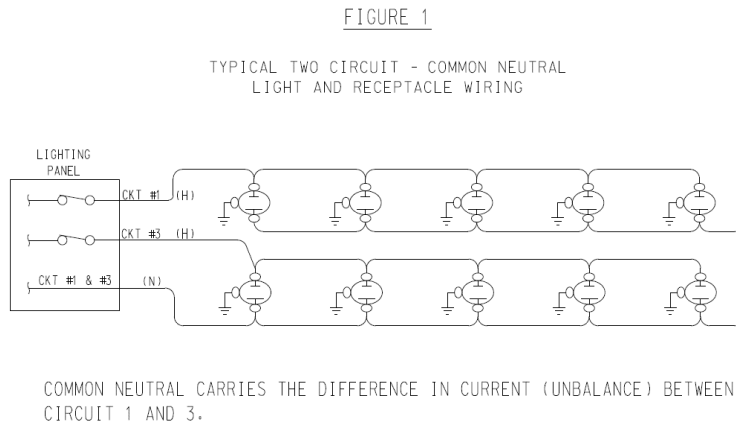 FIGURE 1
TYPICAL TWO CIRCUIT - COMMON NEUTRAL
LIGHT AND RECEPTACLE WIRING
LIGHTING
PANEL
CKT #1 (H)
CKT #3 (H)
CKT #1 & #3 (N)
COMMON NEUTRAL CARRIES THE DIFFERENCE IN CURRENT (UNBALANCE) BETWEEN
CIRCUIT 1 AND 3.